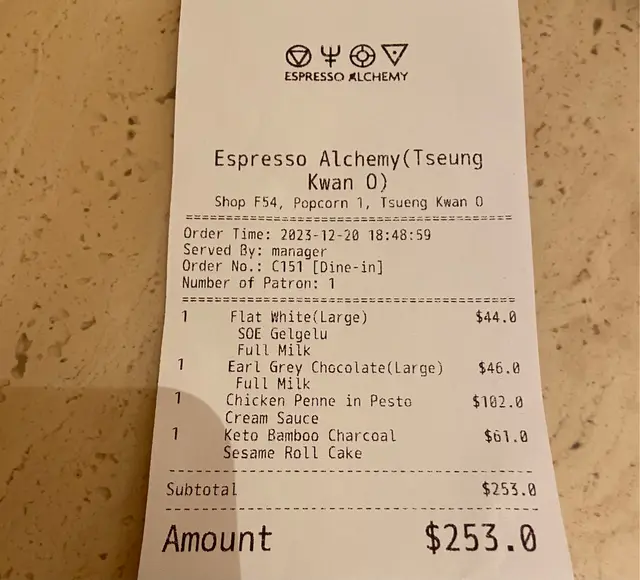 ESPRESSO ALCHEMY
Espresso Alchemy(Tseung
Kwan O)
Shop F54, Popcorn 1, Tsueng Kwan O
Order Time: 2023-12-20 18:48:59
Served By: manager
Order No.: C151 [Dine-in]
Number of Patron: 1
1 Flat White(Large) $44.0
SOE Gelgelu
Full Milk
1 Earl Grey Chocolate(Large) $46.0
Full Milk
1 Chicken Penne in Pesto $102.0
Cream Sauce
1 Keto Bamboo Charcoal $61.0
Sesame Roll Cake
Subtotal $253.0
Amount $253.0